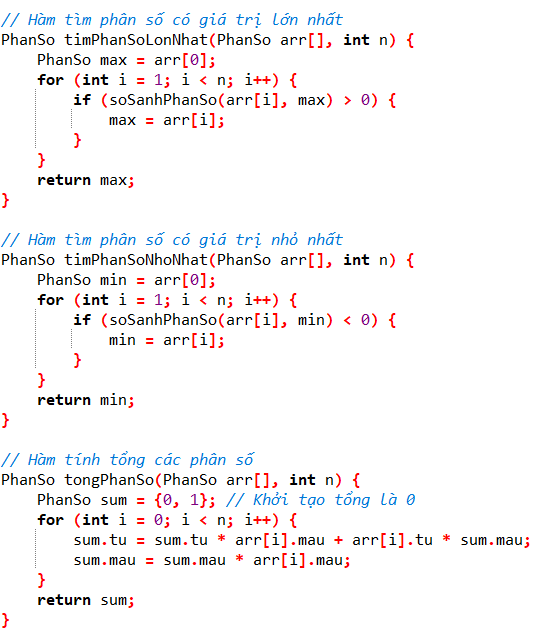 // Hàm tìm phân số có giá trị lớn nhất
PhanSo timPhanSoLonNhat(PhanSo arr[], int n) {
    PhanSo max = arr[0];
    for (int i = 1; i < n; i++) {
        if (soSanhPhanSo(arr[i], max) > 0) {
            max = arr[i];
        }
    }
    return max;
}

// Hàm tìm phân số có giá trị nhỏ nhất
PhanSo timPhanSoNhoNhat(PhanSo arr[], int n) {
    PhanSo min = arr[0];
    for (int i = 1; i < n; i++) {
        if (soSanhPhanSo(arr[i], min) < 0) {
            min = arr[i];
        }
    }
    return min;
}

// Hàm tính tổng các phân số
PhanSo tongPhanSo(PhanSo arr[], int n) {
    PhanSo sum = {0, 1}; // Khởi tạo tổng là 0
    for (int i = 0; i < n; i++) {
        sum.tu = sum.tu * arr[i].mau + arr[i].tu * sum.mau;
        sum.mau = sum.mau * arr[i].mau;
    }
    return sum;
}